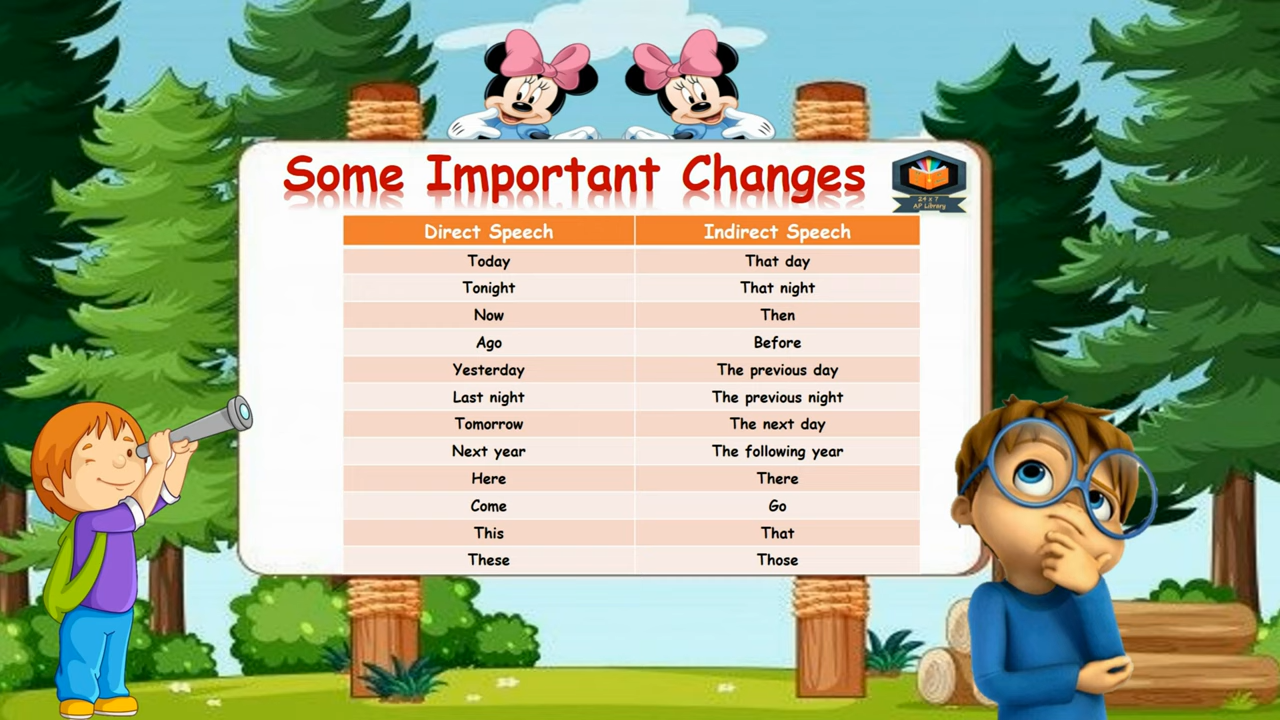 Some Important Changes
24 x 7
AP Library
Direct Speech Indirect Speech
Today That day
Tonight That night
Now Then
Ago Before
Yesterday The previous day
Last night The previous night
Tomorrow The next day
Next year The following year
Here There
Come Go
This That
These Those